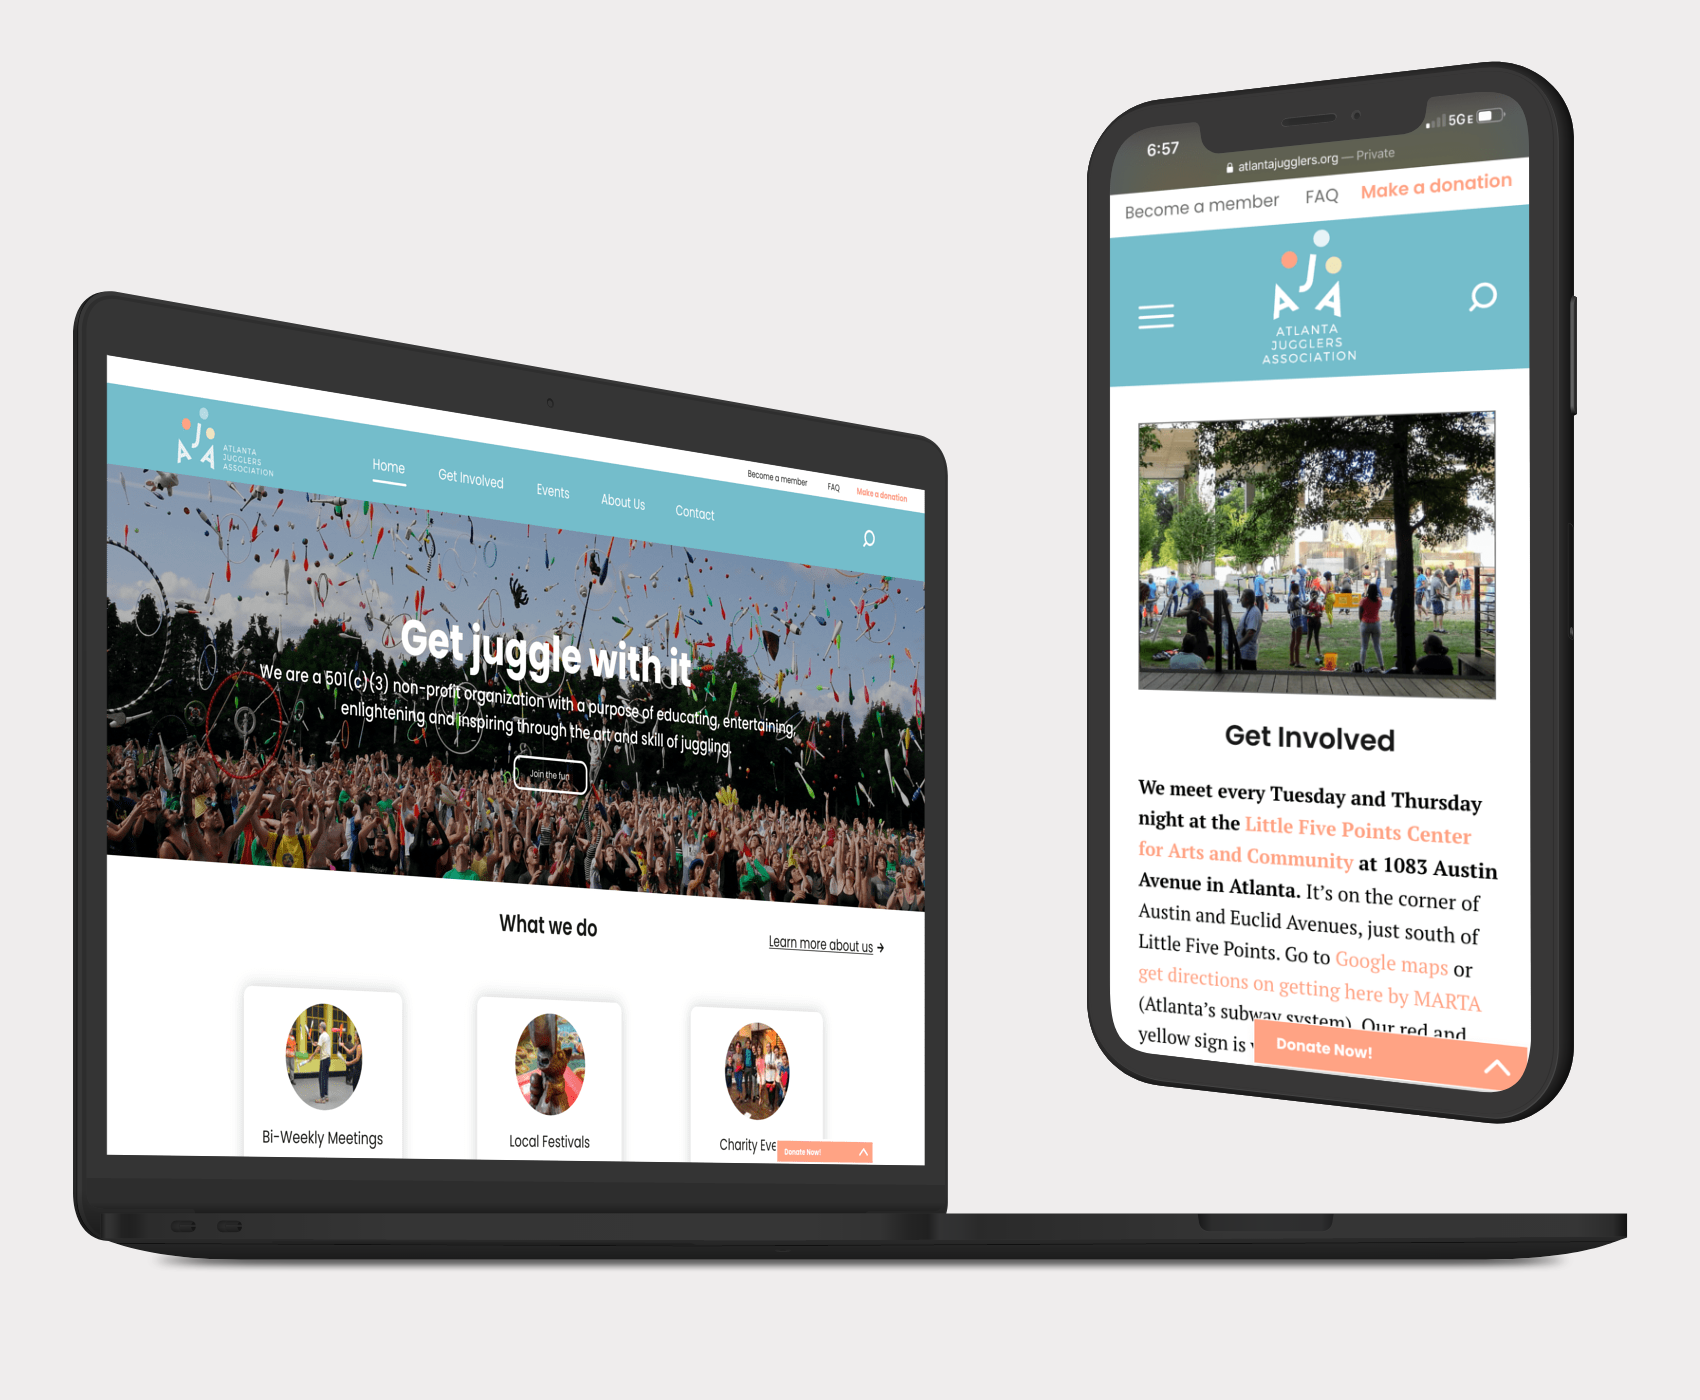 AJA
ATLANTA
JUGGLERS
ASSOCIATION
Become a member
FAQ
Make a donation
Home
Get Involved
Events
About Us
Contact
Get juggle with it
We are a 501(c)(3) non-profit organization with a purpose of educating, entertaining,
enlightening and inspiring through the art and skill of juggling.
Join the fun
What we do
Learn more about us →
Bi-Weekly Meetings
Local Festivals
Charity Eve
Donate Now!
6:57
5GE
atlantajugglers.org — Private
Become a member
FAQ
Make a donation
AJA
ATLANTA
JUGGLERS
ASSOCIATION
Get Involved
We meet every Tuesday and Thursday
night at the Little Five Points Center
for Arts and Community at 1083 Austin
Avenue in Atlanta. It’s on the corner of
Austin and Euclid Avenues, just south of
Little Five Points. Go to Google maps or
get directions on getting here by MARTA
(Atlanta’s subway system). Our red and
yellow sign is
Donate Now!